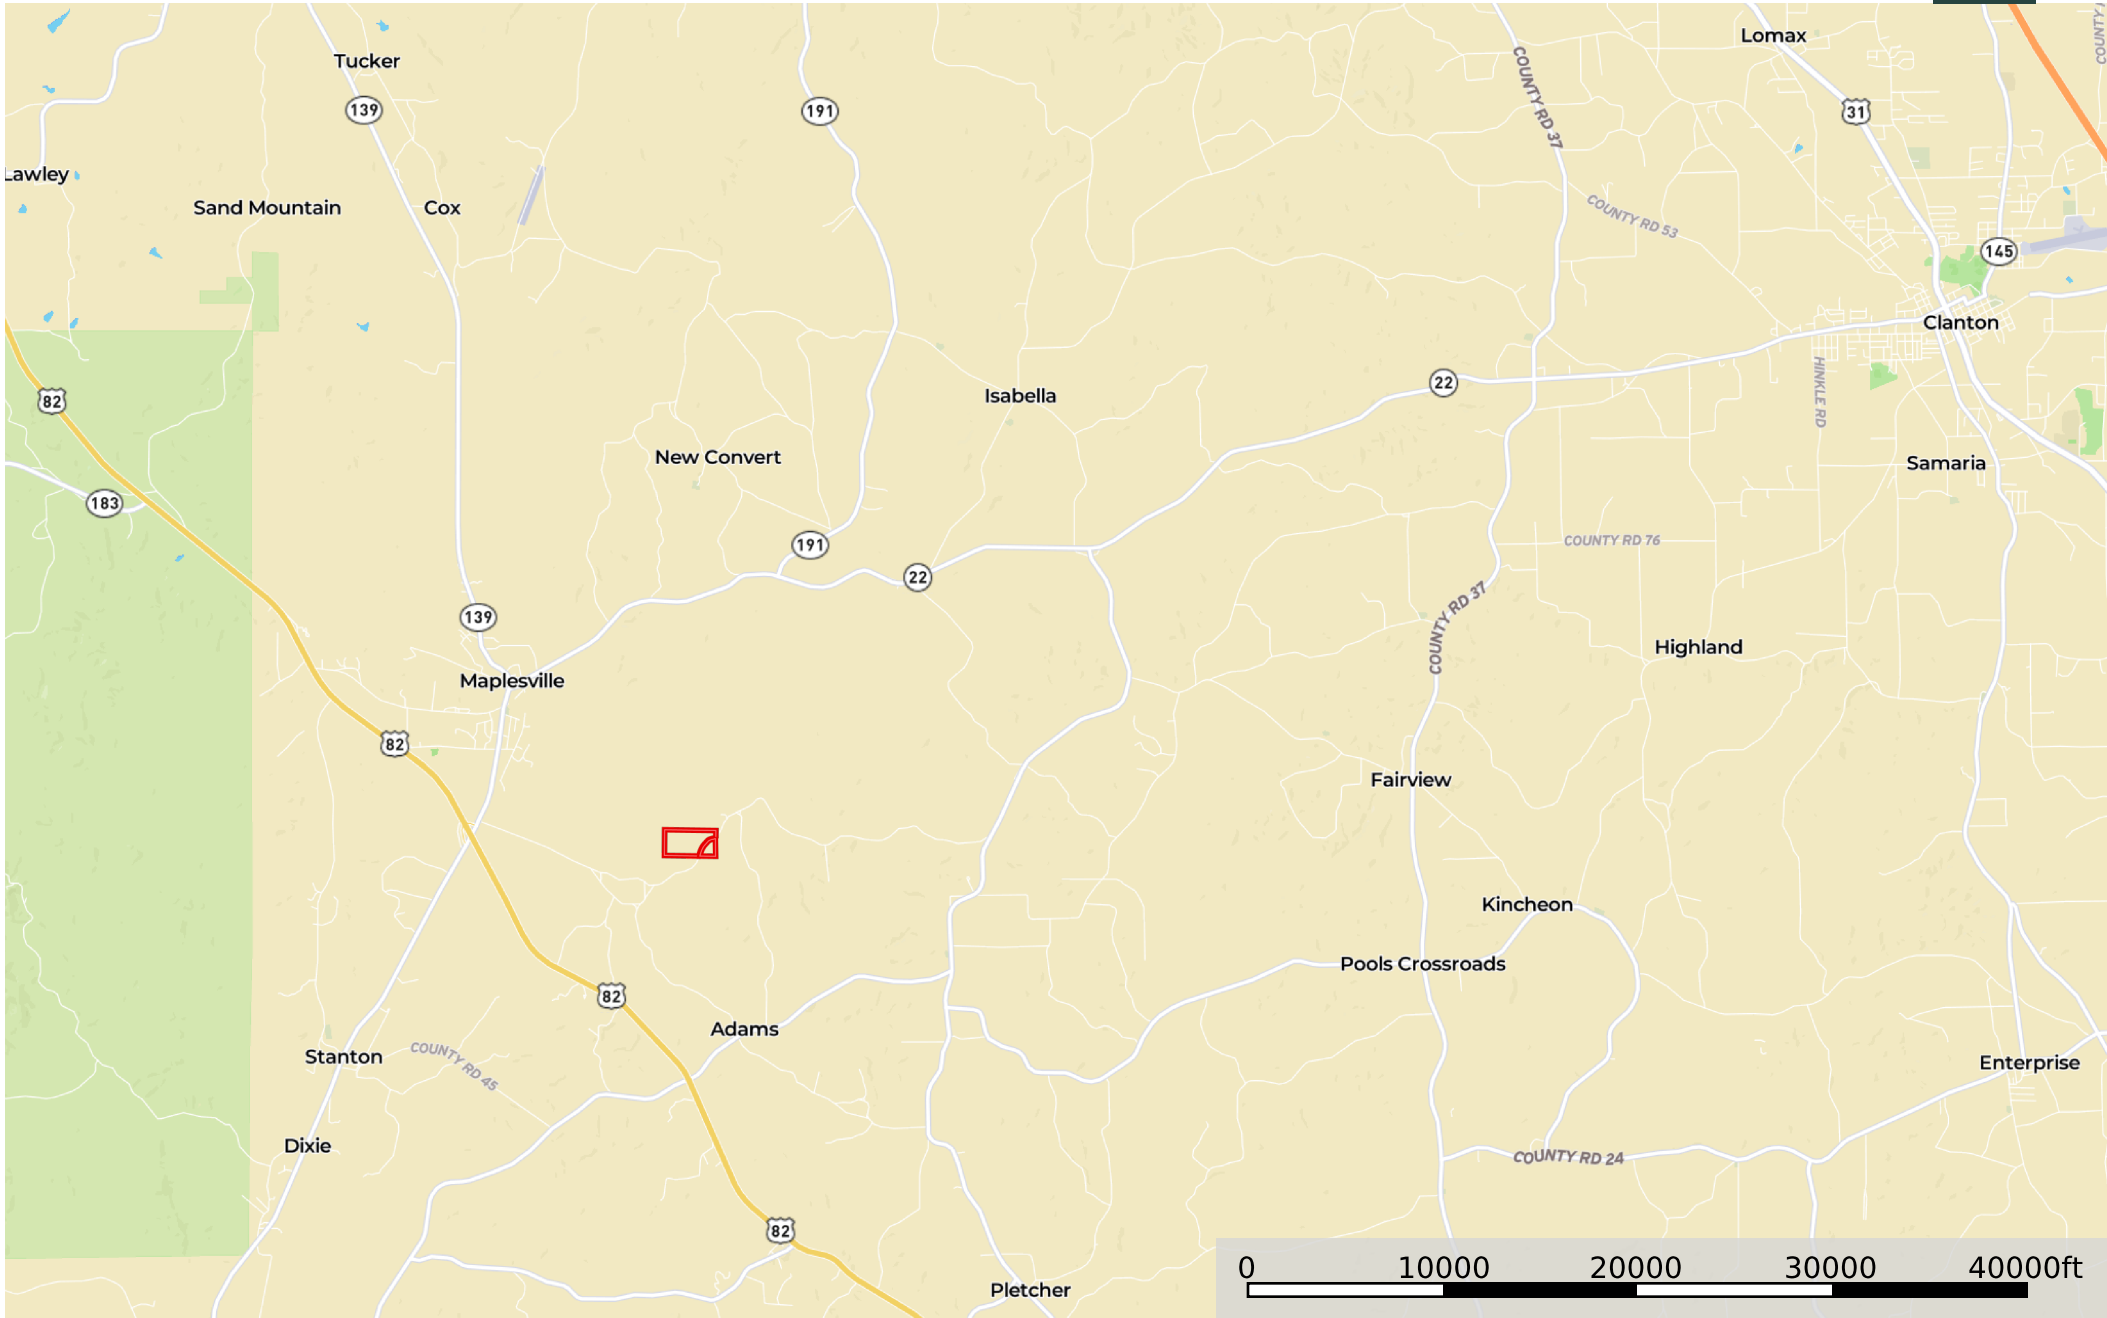 Lomax
Tucker
COUNTY RD 37
COUNTY
139
191
31
Lawley
Sand Mountain
Cox
COUNTY RD 53
145
Clanton
82
22
Isabella
HINKLE RD
New Convert
Samaria
183
191
COUNTY RD 76
22
139
COUNTY RD 37
Highland
Maplesville
82
Fairview
Kincheon
Pools Crossroads
82
Adams
Stanton
COUNTY RD 45
Enterprise
Dixie
COUNTY RD 24
82
Pletcher
0 10000 20000 30000 40000ft